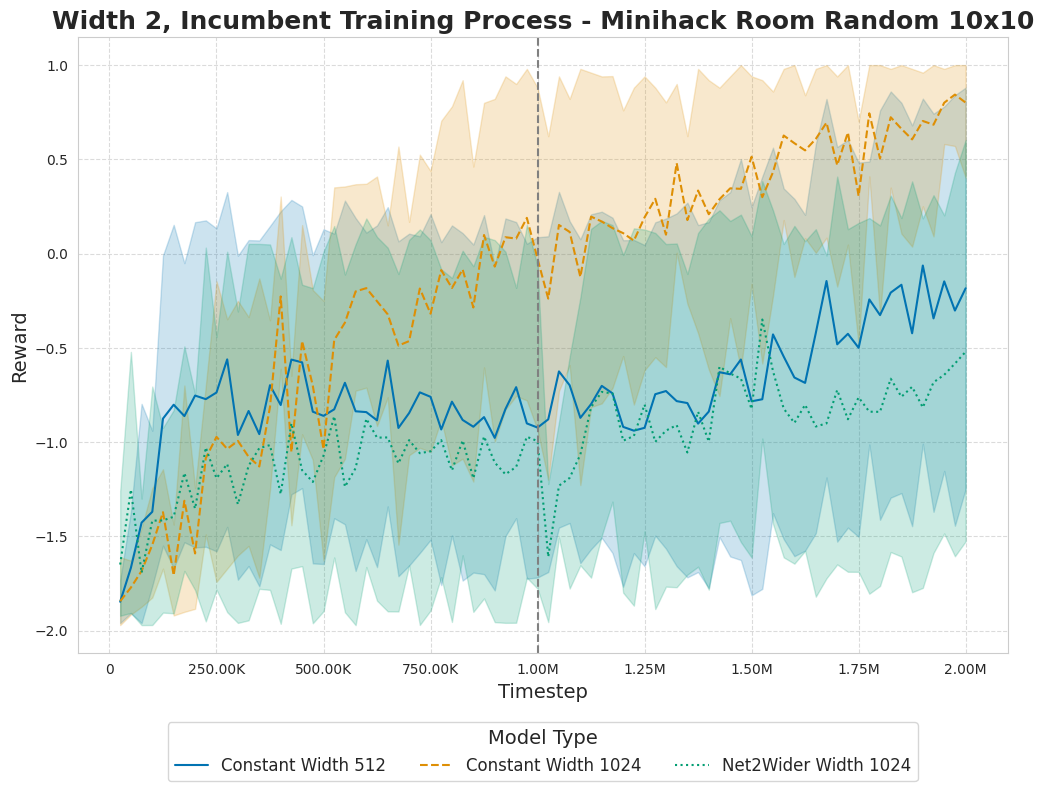 Width 2, Incumbent Training Process - Minihack Room Random 10x10
1.0
0.5
0.0
−0.5
−1.0
−1.5
−2.0
Reward
0 250.00K 500.00K 750.00K 1.00M 1.25M 1.50M 1.75M 2.00M
Timestep
Model Type
Constant Width 512 Constant Width 1024 Net2Wider Width 1024